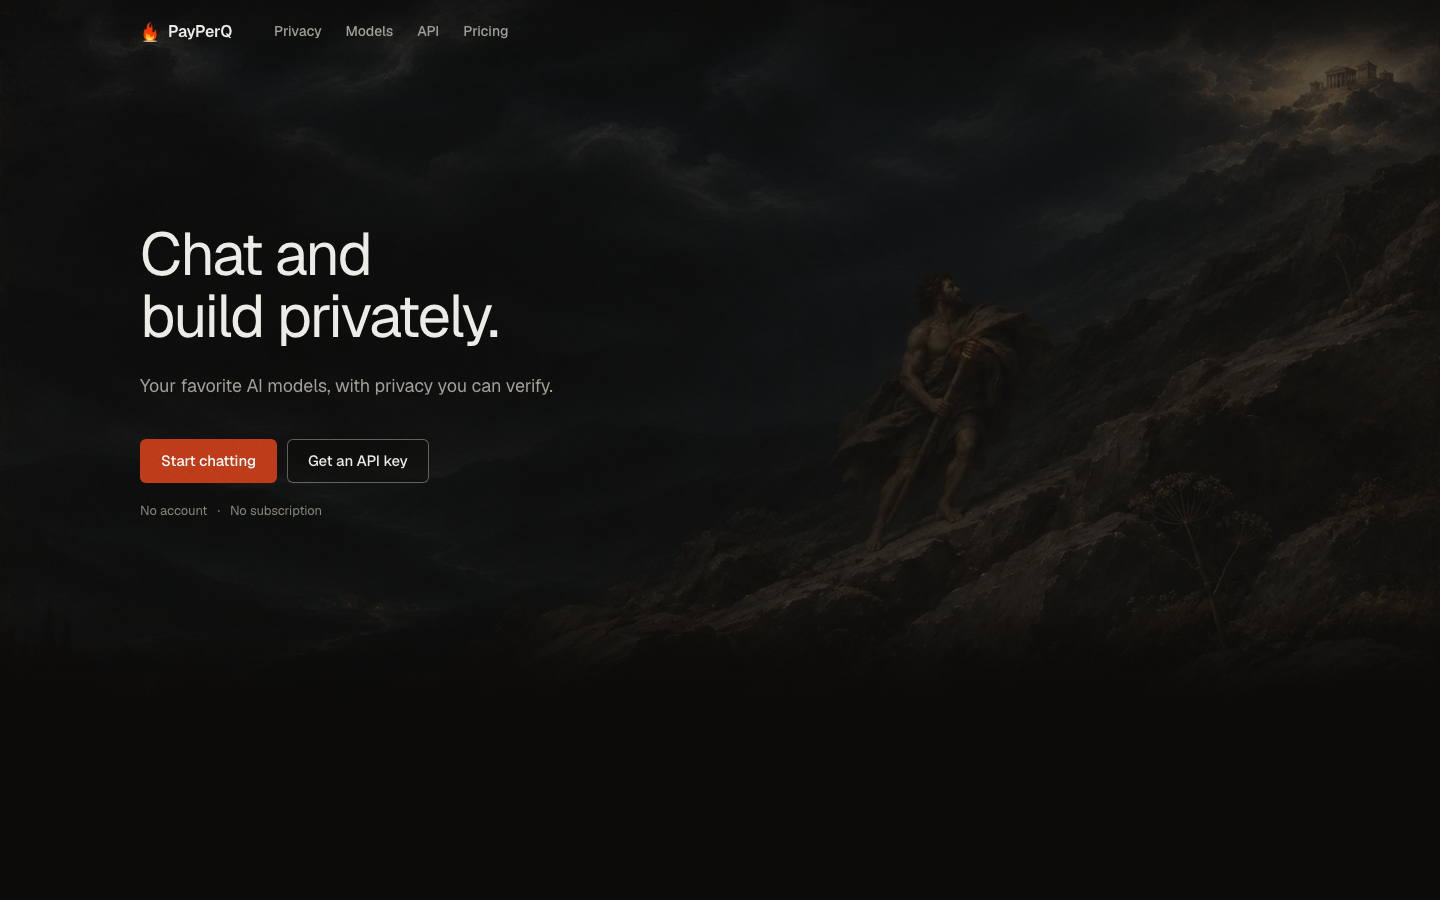 PayPerQ
Privacy
Models
API
Pricing
Chat and
build privately.
Your favorite AI models, with privacy you can verify.
Start chatting
Get an API key
No account · No subscription